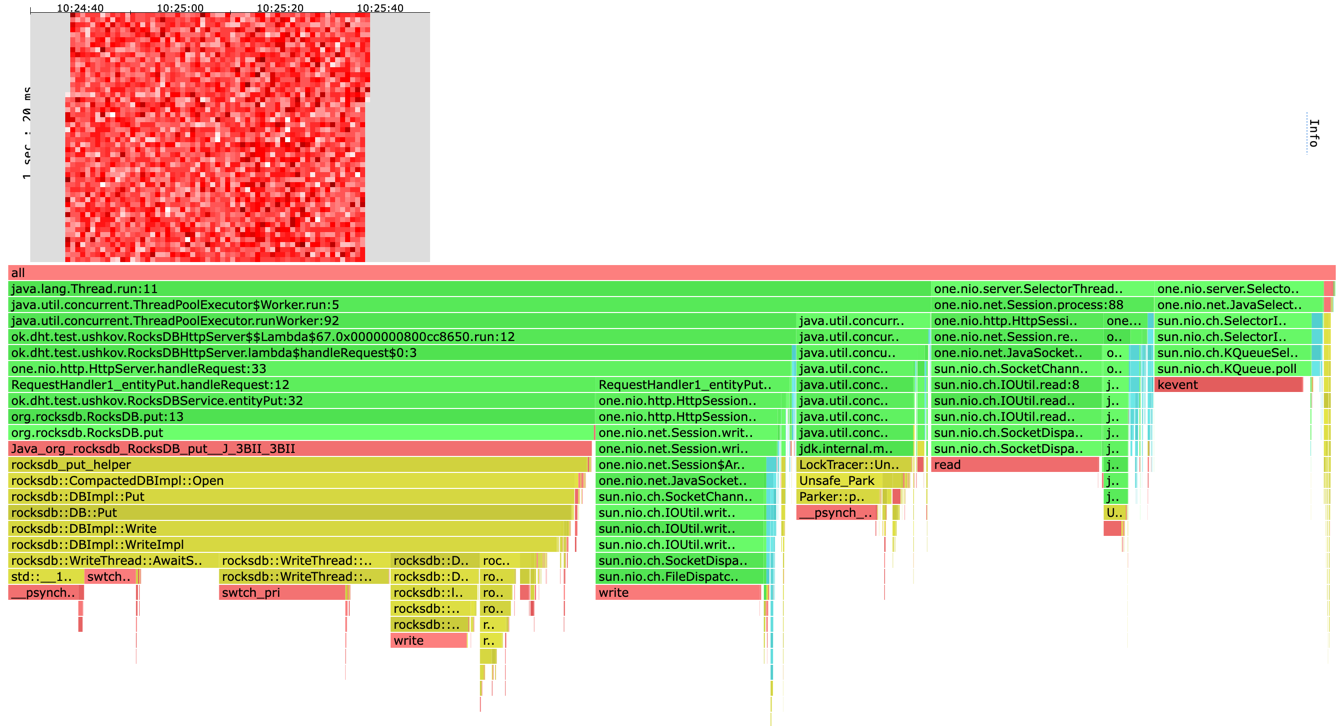 10:24:40 10:25:00 10:25:20 10:25:40
1 sec : 20 ms
Info
all
java.lang.Thread.run:11 one.nio.server.SelectorThread.. one.nio.server.Selecto..
java.util.concurrent.ThreadPoolExecutor$Worker.run:5 one.nio.net.Session.process:88 one.nio.net.JavaSelect..
java.util.concurrent.ThreadPoolExecutor.runWorker:92 java.util.concurr.. one.nio.http.HttpSessi.. one... sun.nio.ch.SelectorI..
ok.dht.test.ushkov.RocksDBHttpServer$$Lambda$67.0x0000000800cc8650.run:12 java.util.concu.. one.nio.net.Session.re.. o.. sun.nio.ch.SelectorI..
ok.dht.test.ushkov.RocksDBHttpServer.lambda$handleRequest$0:3 java.util.concu.. one.nio.net.JavaSocket.. o.. sun.nio.ch.KQueueSel..
one.nio.http.HttpServer.handleRequest:33 java.util.conc.. sun.nio.ch.SocketChann.. o.. sun.nio.ch.KQueue.poll
RequestHandler1_entityPut.handleRequest:12 RequestHandler1_entityPut.. java.util.conc.. sun.nio.ch.IOUtil.read:8 j.. kevent
ok.dht.test.ushkov.RocksDBService.entityPut:32 one.nio.http.HttpSession.. java.util.conc.. sun.nio.ch.IOUtil.read.. j..
org.rocksdb.RocksDB.put:13 one.nio.http.HttpSession.. java.util.conc.. sun.nio.ch.IOUtil.read.. j..
org.rocksdb.RocksDB.put one.nio.net.Session.writ.. java.util.conc.. sun.nio.ch.SocketDispa.. j..
Java_org_rocksdb_RocksDB_put__J_3BII_3BII one.nio.net.Session.wri.. jdk.internal.m.. sun.nio.ch.SocketDispa.. j..
rocksdb_put_helper one.nio.net.Session$Ar.. LockTracer::Un.. read j..
rocksdb::CompactedDBImpl::Open one.nio.net.JavaSocket.. Unsafe_Park j..
rocksdb::DBImpl::Put sun.nio.ch.SocketChann.. Parker::p.. j..
rocksdb::DB::Put sun.nio.ch.IOUtil.writ.. __psynch_.. U..
rocksdb::DBImpl::Write sun.nio.ch.IOUtil.writ..
rocksdb::DBImpl::WriteImpl sun.nio.ch.IOUtil.writ..
rocksdb::WriteThread::AwaitS.. rocksdb::WriteThread::.. rocksdb::D.. roc.. sun.nio.ch.SocketDispa..
std::__1.. swtch.. rocksdb::WriteThread::.. rocksdb::D.. ro.. sun.nio.ch.FileDispatc..
__psynch.. swtch_pri rocksdb::l.. ro.. write
rocksdb::.. ro..
rocksdb::.. r..
write r..